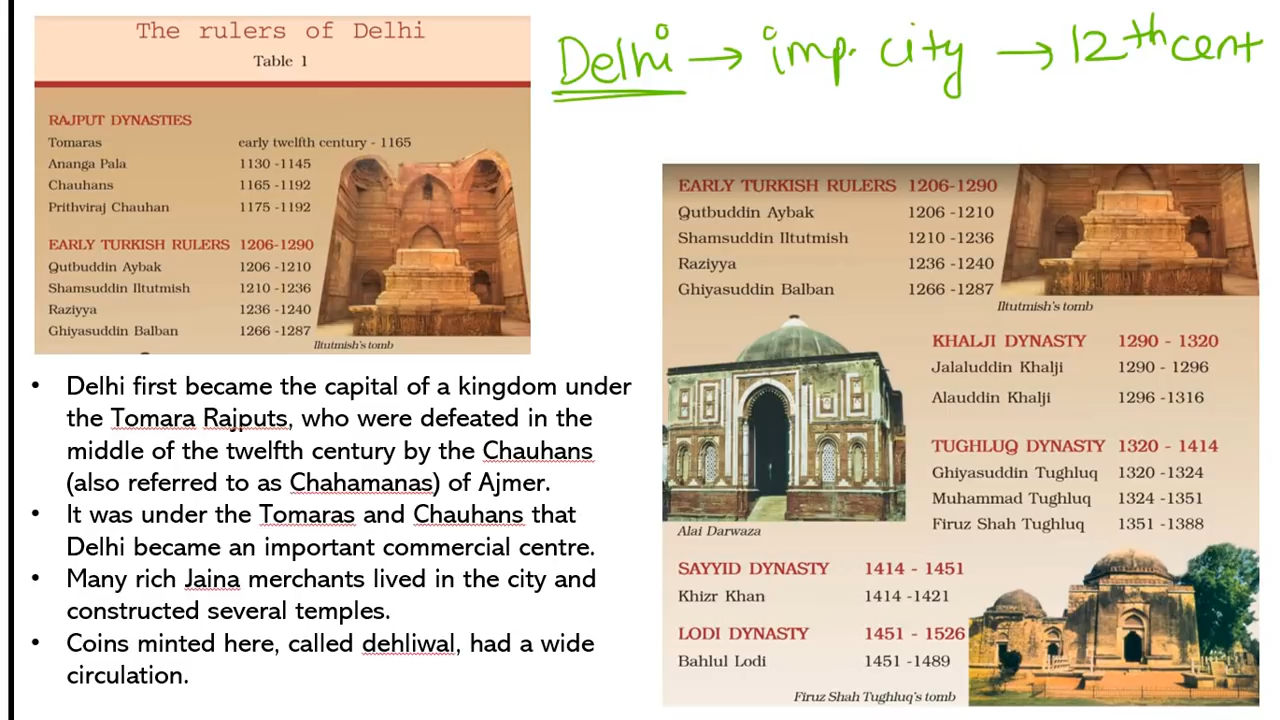 The rulers of Delhi
Table 1
RAJPUT DYNASTIES
Tomaras early twelfth century - 1165
Ananga Pala 1130 -1145
Chauhans 1165 -1192
Prithviraj Chauhan 1175 -1192
EARLY TURKISH RULERS 1206-1290
Qutbuddin Aybak 1206 -1210
Shamsuddin Iltutmish 1210 -1236
Raziyya 1236 -1240
Ghiyasuddin Balban 1266 -1287
Iltutmish's tomb
Delhi → imp. city → 12th cent
• Delhi first became the capital of a kingdom under
the Tomara Rajputs, who were defeated in the
middle of the twelfth century by the Chauhans
(also referred to as Chahamanas) of Ajmer.
• It was under the Tomaras and Chauhans that
Delhi became an important commercial centre.
• Many rich Jaina merchants lived in the city and
constructed several temples.
• Coins minted here, called dehliwal, had a wide
circulation.
EARLY TURKISH RULERS 1206-1290
Qutbuddin Aybak 1206 -1210
Shamsuddin Iltutmish 1210 -1236
Raziyya 1236 -1240
Ghiyasuddin Balban 1266 -1287
Iltutmish's tomb
KHALJI DYNASTY 1290 - 1320
Jalaluddin Khalji 1290 - 1296
Alauddin Khalji 1296 -1316
TUGHLUQ DYNASTY 1320 - 1414
Ghiyasuddin Tughluq 1320 -1324
Muhammad Tughluq 1324 -1351
Firuz Shah Tughluq 1351 -1388
Alai Darwaza
SAYYID DYNASTY 1414 - 1451
Khizr Khan 1414 -1421
LODI DYNASTY 1451 - 1526
Bahlul Lodi 1451 -1489
Firuz Shah Tughluq's tomb